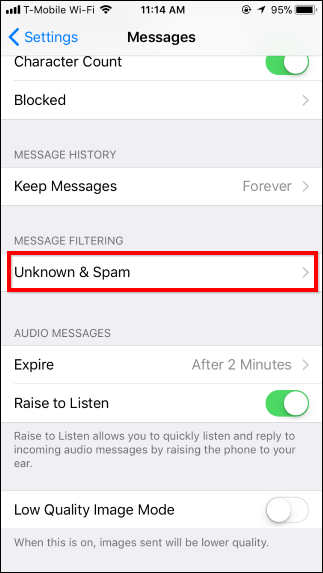 T-Mobile Wi-Fi 11:14 AM 95%
Settings Messages
Character Count
Blocked
MESSAGE HISTORY
Keep Messages Forever
MESSAGE FILTERING
Unknown & Spam
AUDIO MESSAGES
Expire After 2 Minutes
Raise to Listen
Raise to Listen allows you to quickly listen and reply to
incoming audio messages by raising the phone to your
ear.
Low Quality Image Mode
When this is on, images sent will be lower quality.